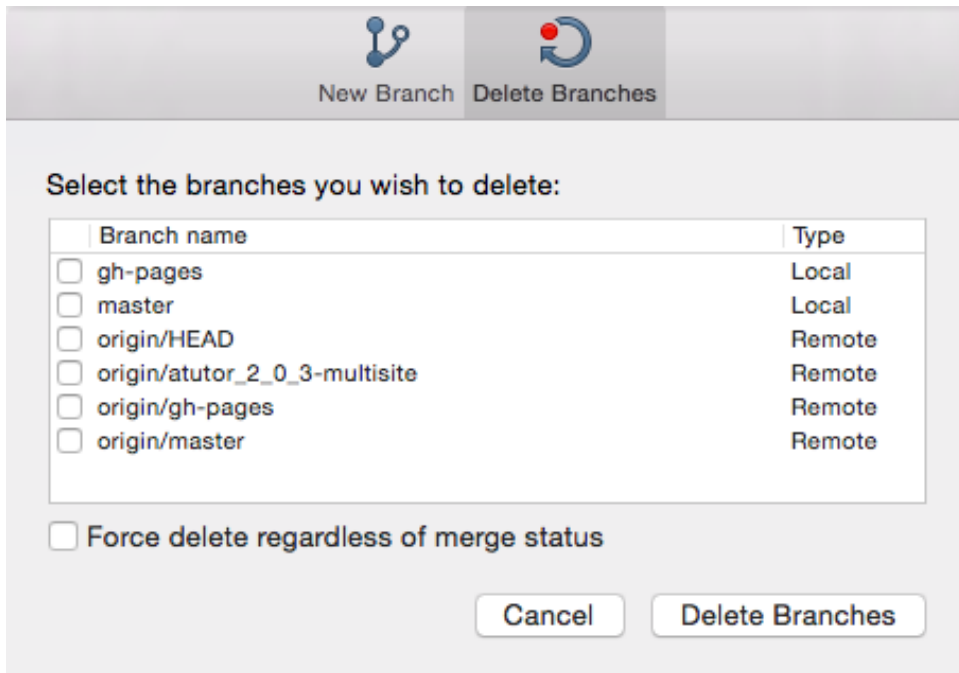 New Branch Delete Branches
Select the branches you wish to delete:
Branch name Type
gh-pages Local
master Local
origin/HEAD Remote
origin/atutor_2_0_3-multisite Remote
origin/gh-pages Remote
origin/master Remote
Force delete regardless of merge status
Cancel Delete Branches